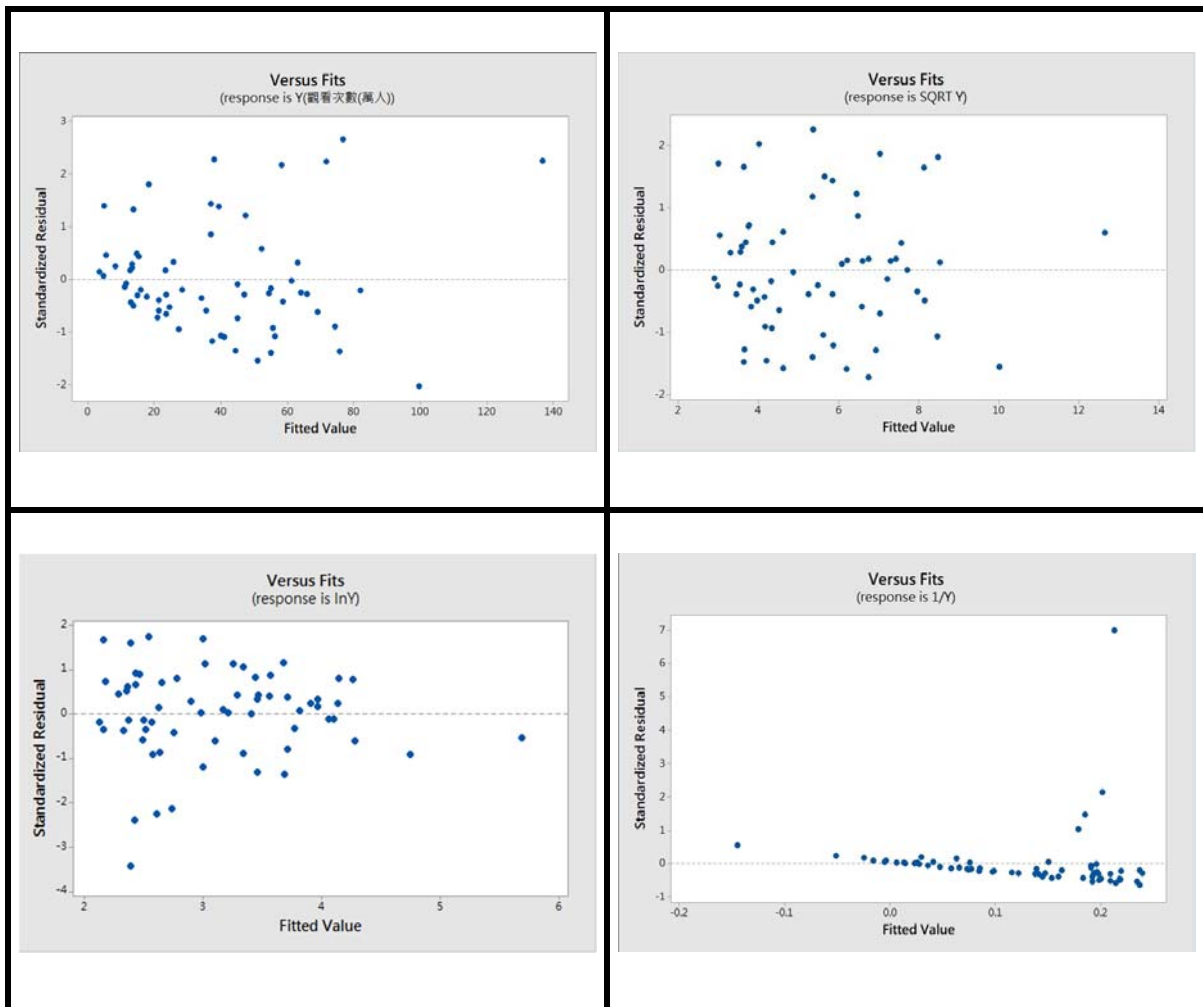 Versus Fits
(response is Y(觀看次數(萬人))
Standardized Residual
3
2
1
0
-1
-2
0 20 40 60 80 100 120 140
Fitted Value
Versus Fits
(response is SQRT Y)
Standardized Residual
2
1
0
-1
-2
2 4 6 8 10 12 14
Fitted Value
Versus Fits
(response is lnY)
Standardized Residual
2
1
0
-1
-2
-3
-4
2 3 4 5 6
Fitted Value
Versus Fits
(response is 1/Y)
Standardized Residual
7
6
5
4
3
2
1
0
-1
-0.2 -0.1 0.0 0.1 0.2
Fitted Value